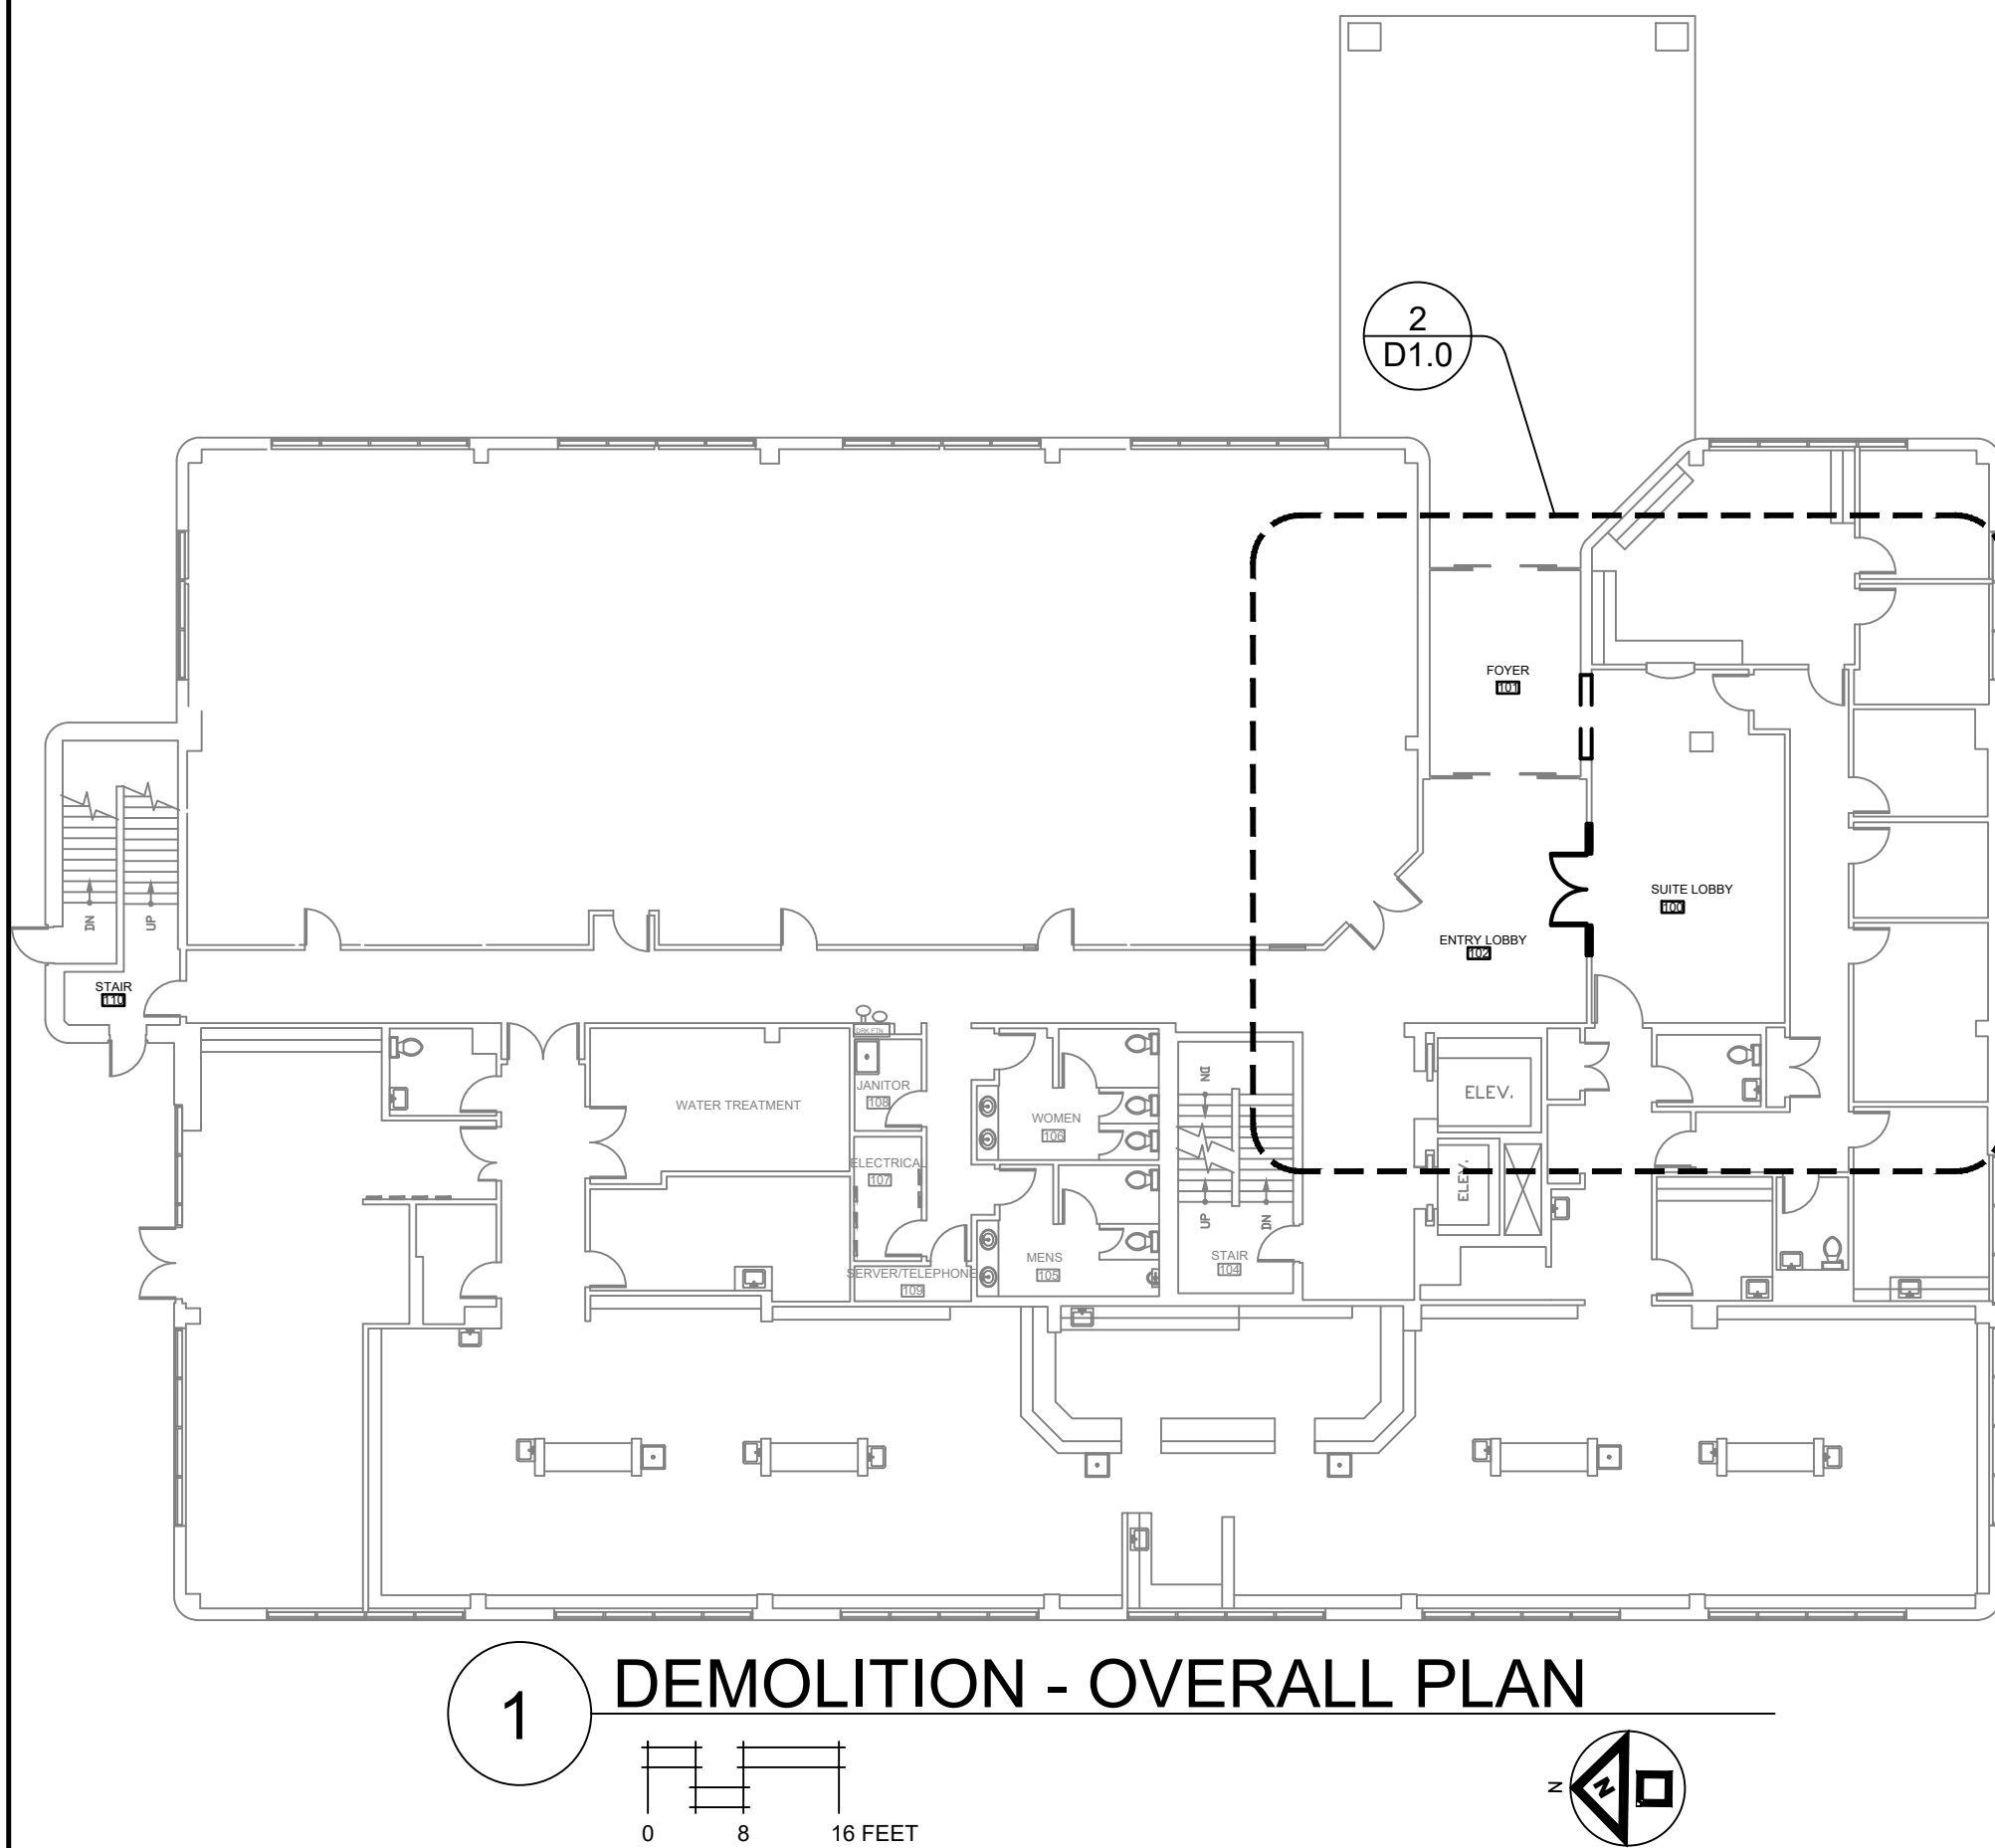 2
D1.0
FOYER
101
SUITE LOBBY
100
ENTRY LOBBY
102
DN
UP
STAIR
110
DRK FTN
JANITOR
108
WATER TREATMENT
WOMEN
106
DN
ELEV.
ELECTRICAL
107
ELEV.
UP
DN
MENS
105
STAIR
104
SERVER/TELEPHONE
109
1
DEMOLITION - OVERALL PLAN
0 8 16 FEET
N
N